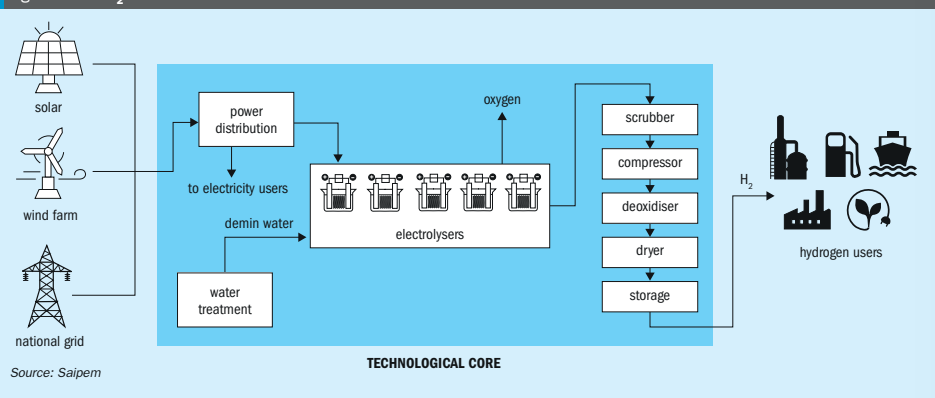 solar
wind farm
national grid
Source: Saipem
power
distribution
to electricity users
demin water
water
treatment
oxygen
electrolysers
scrubber
compressor
deoxidiser
dryer
storage
H₂
hydrogen users
TECHNOLOGICAL CORE